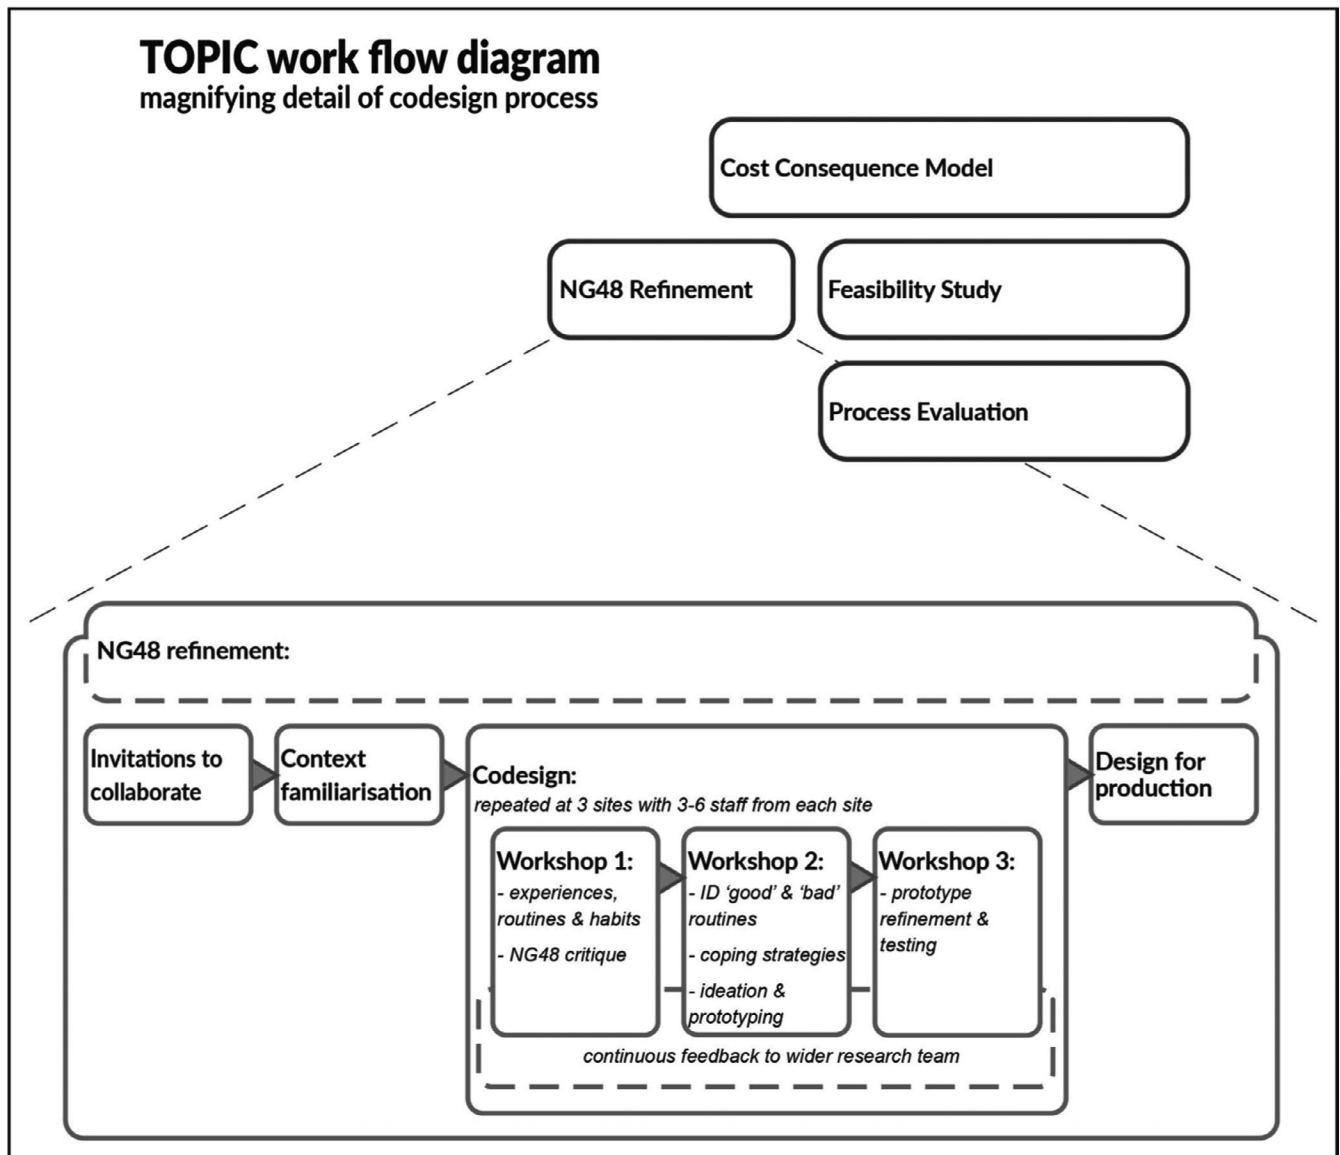 TOPIC work flow diagram
magnifying detail of codesign process
Cost Consequence Model
NG48 Refinement
Feasibility Study
Process Evaluation
NG48 refinement:
Invitations to
collaborate
Context
familiarisation
Codesign:
repeated at 3 sites with 3-6 staff from each site
Workshop 1:
- experiences,
routines & habits
- NG48 critique
Workshop 2:
- ID ‘good’ & ‘bad’
routines
- coping strategies
- ideation &
prototyping
Workshop 3:
- prototype
refinement &
testing
continuous feedback to wider research team
Design for
production